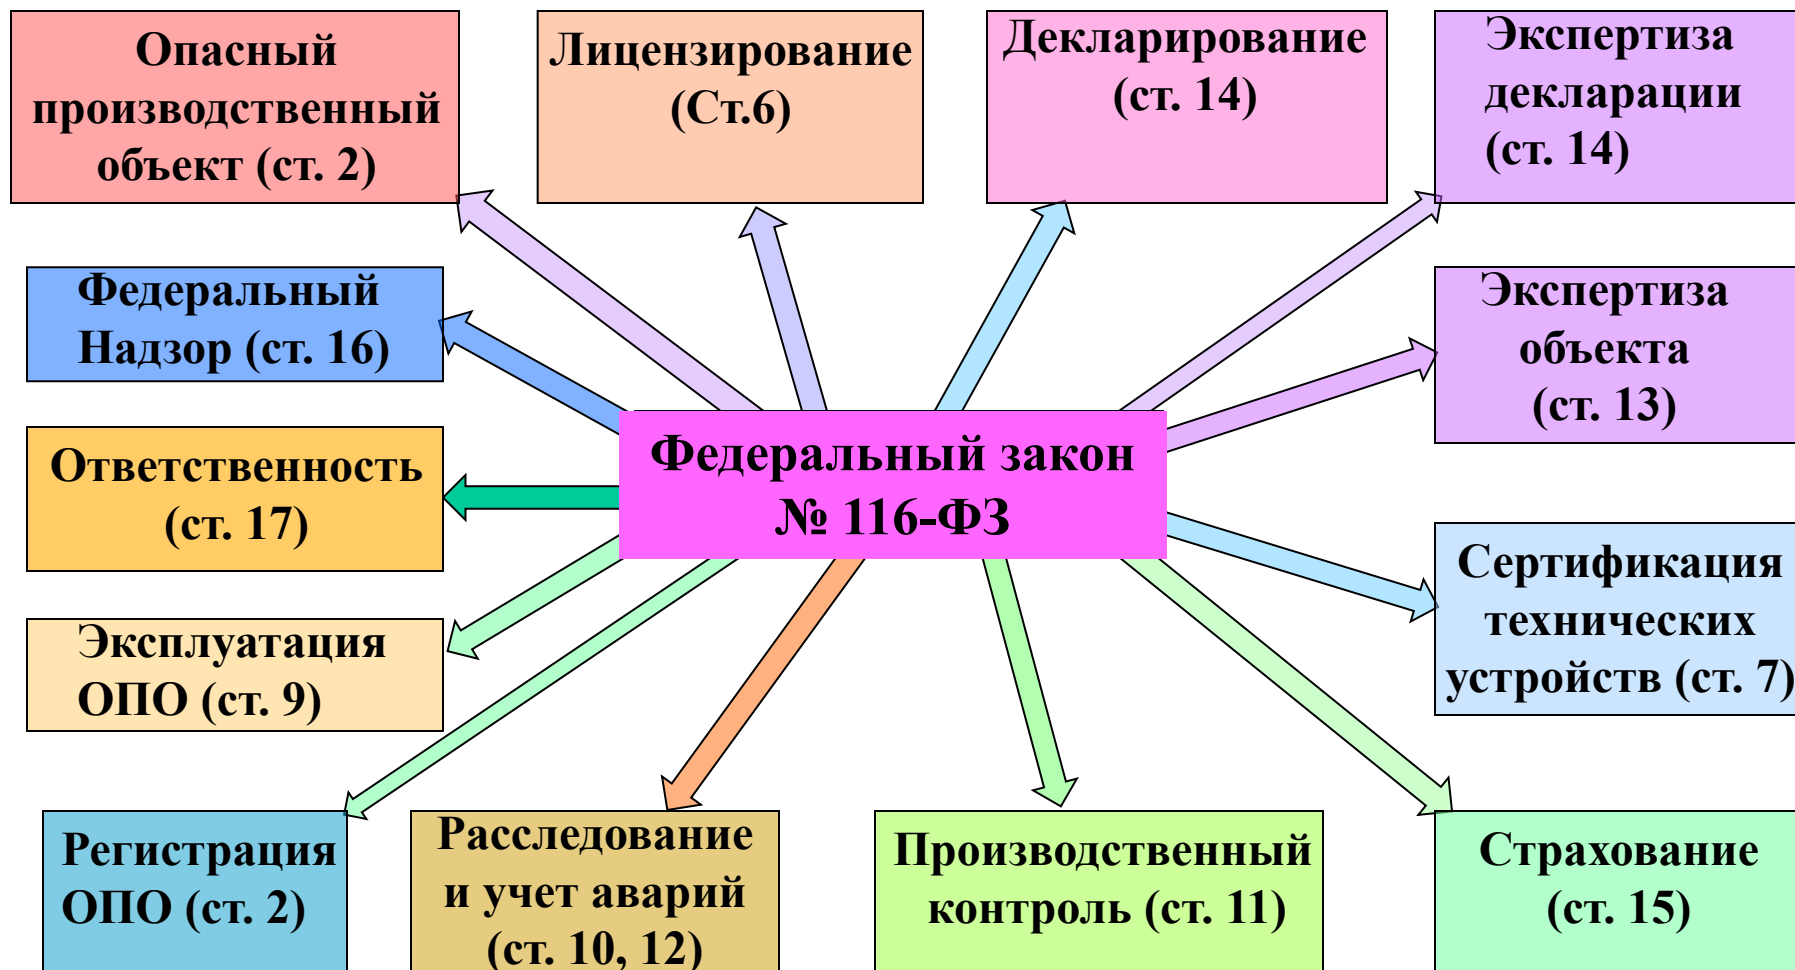 Опасный
производственный
объект (ст. 2)
Лицензирование
(Ст.6)
Декларирование
(ст. 14)
Экспертиза
декларации
(ст. 14)
Федеральный
Надзор (ст. 16)
Экспертиза
объекта
(ст. 13)
Федеральный закон
№ 116-ФЗ
Ответственность
(ст. 17)
Сертификация
технических
устройств (ст. 7)
Эксплуатация
ОПО (ст. 9)
Регистрация
ОПО (ст. 2)
Расследование
и учет аварий
(ст. 10, 12)
Производственный
контроль (ст. 11)
Страхование
(ст. 15)